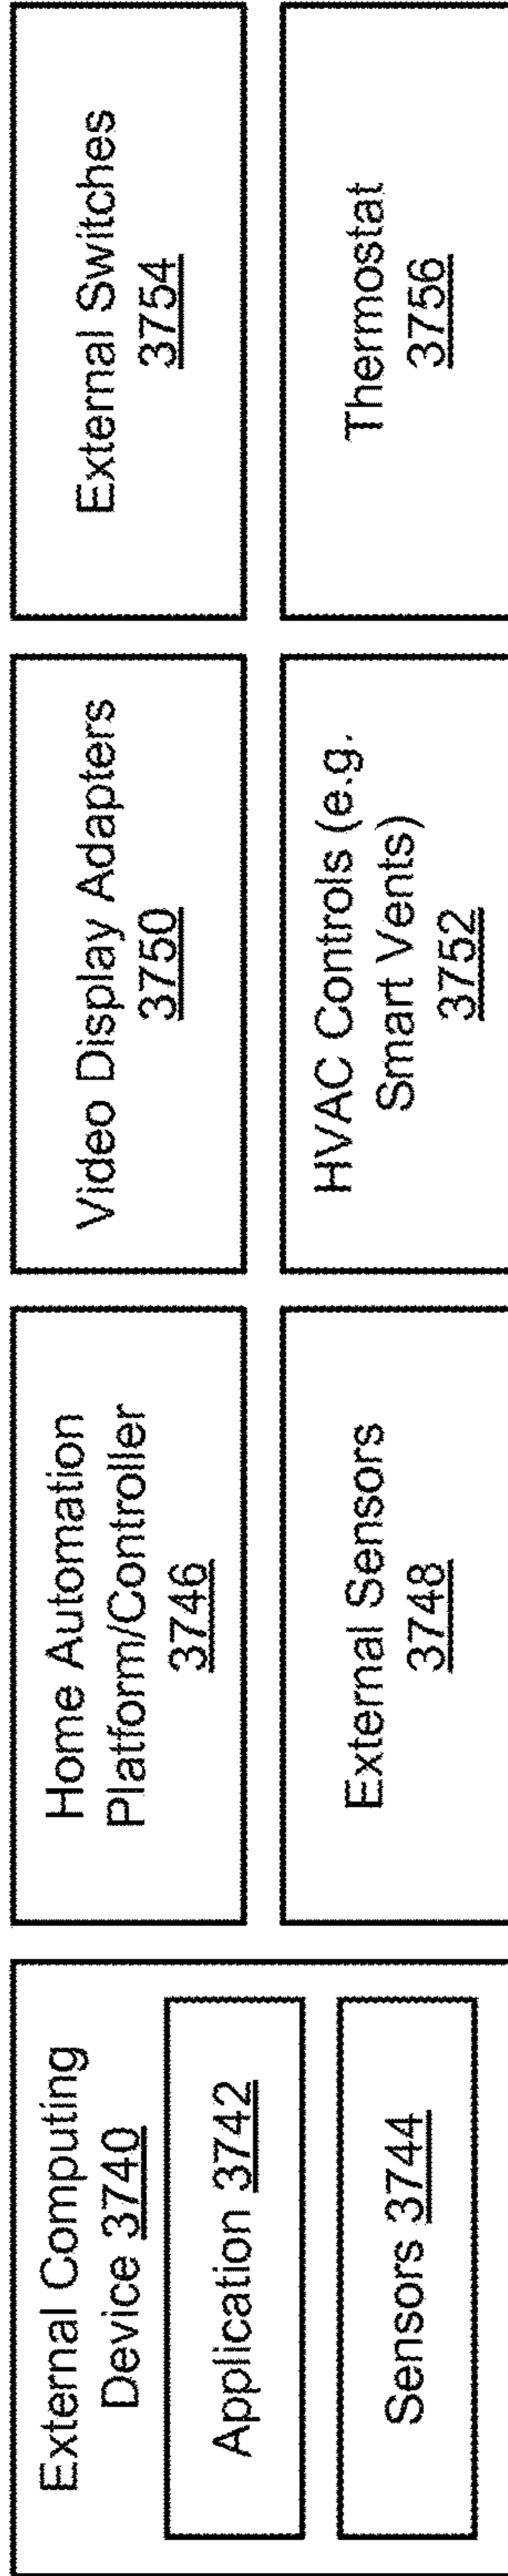 External Computing
Device 3740
Application 3742
Sensors 3744
Home Automation
Platform/Controller
3746
External Sensors
3748
Video Display Adapters
3750
HVAC Controls (e.g.
Smart Vents)
3752
External Switches
3754
Thermostat
3756